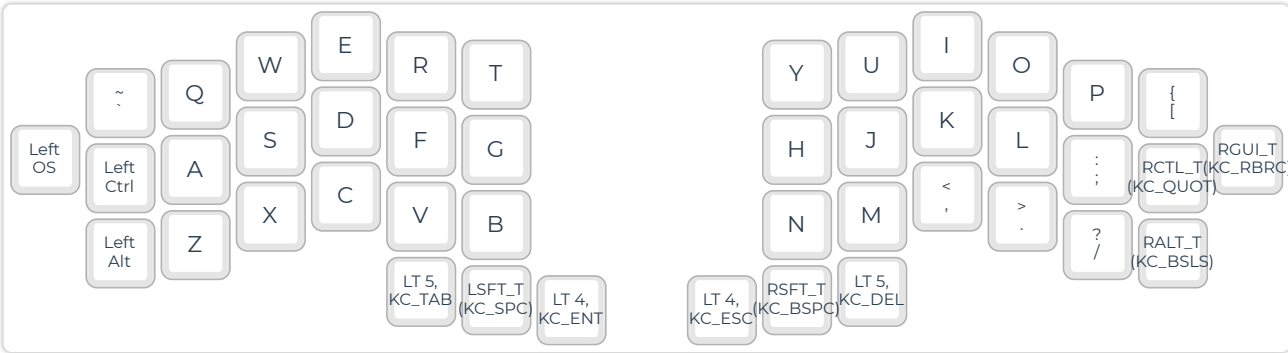 E
I
W
R
U
O
T
Y
Q
P
~
`
{
[
D
K
S
F
J
L
Left
OS
G
H
RGUI_T
(KC_RBRC
A
:
;
Left
Ctrl
RCTL_T
(KC_QUOT)
C
<
,
X
V
M
>
.
B
N
Z
?
/
Left
Alt
RALT_T
(KC_BSLS)
LT 5,
KC_TAB
LSFT_T
(KC_SPC)
LT 4,
KC_ENT
LT 4,
KC_ESC
RSFT_T
(KC_BSPC)
LT 5,
KC_DEL